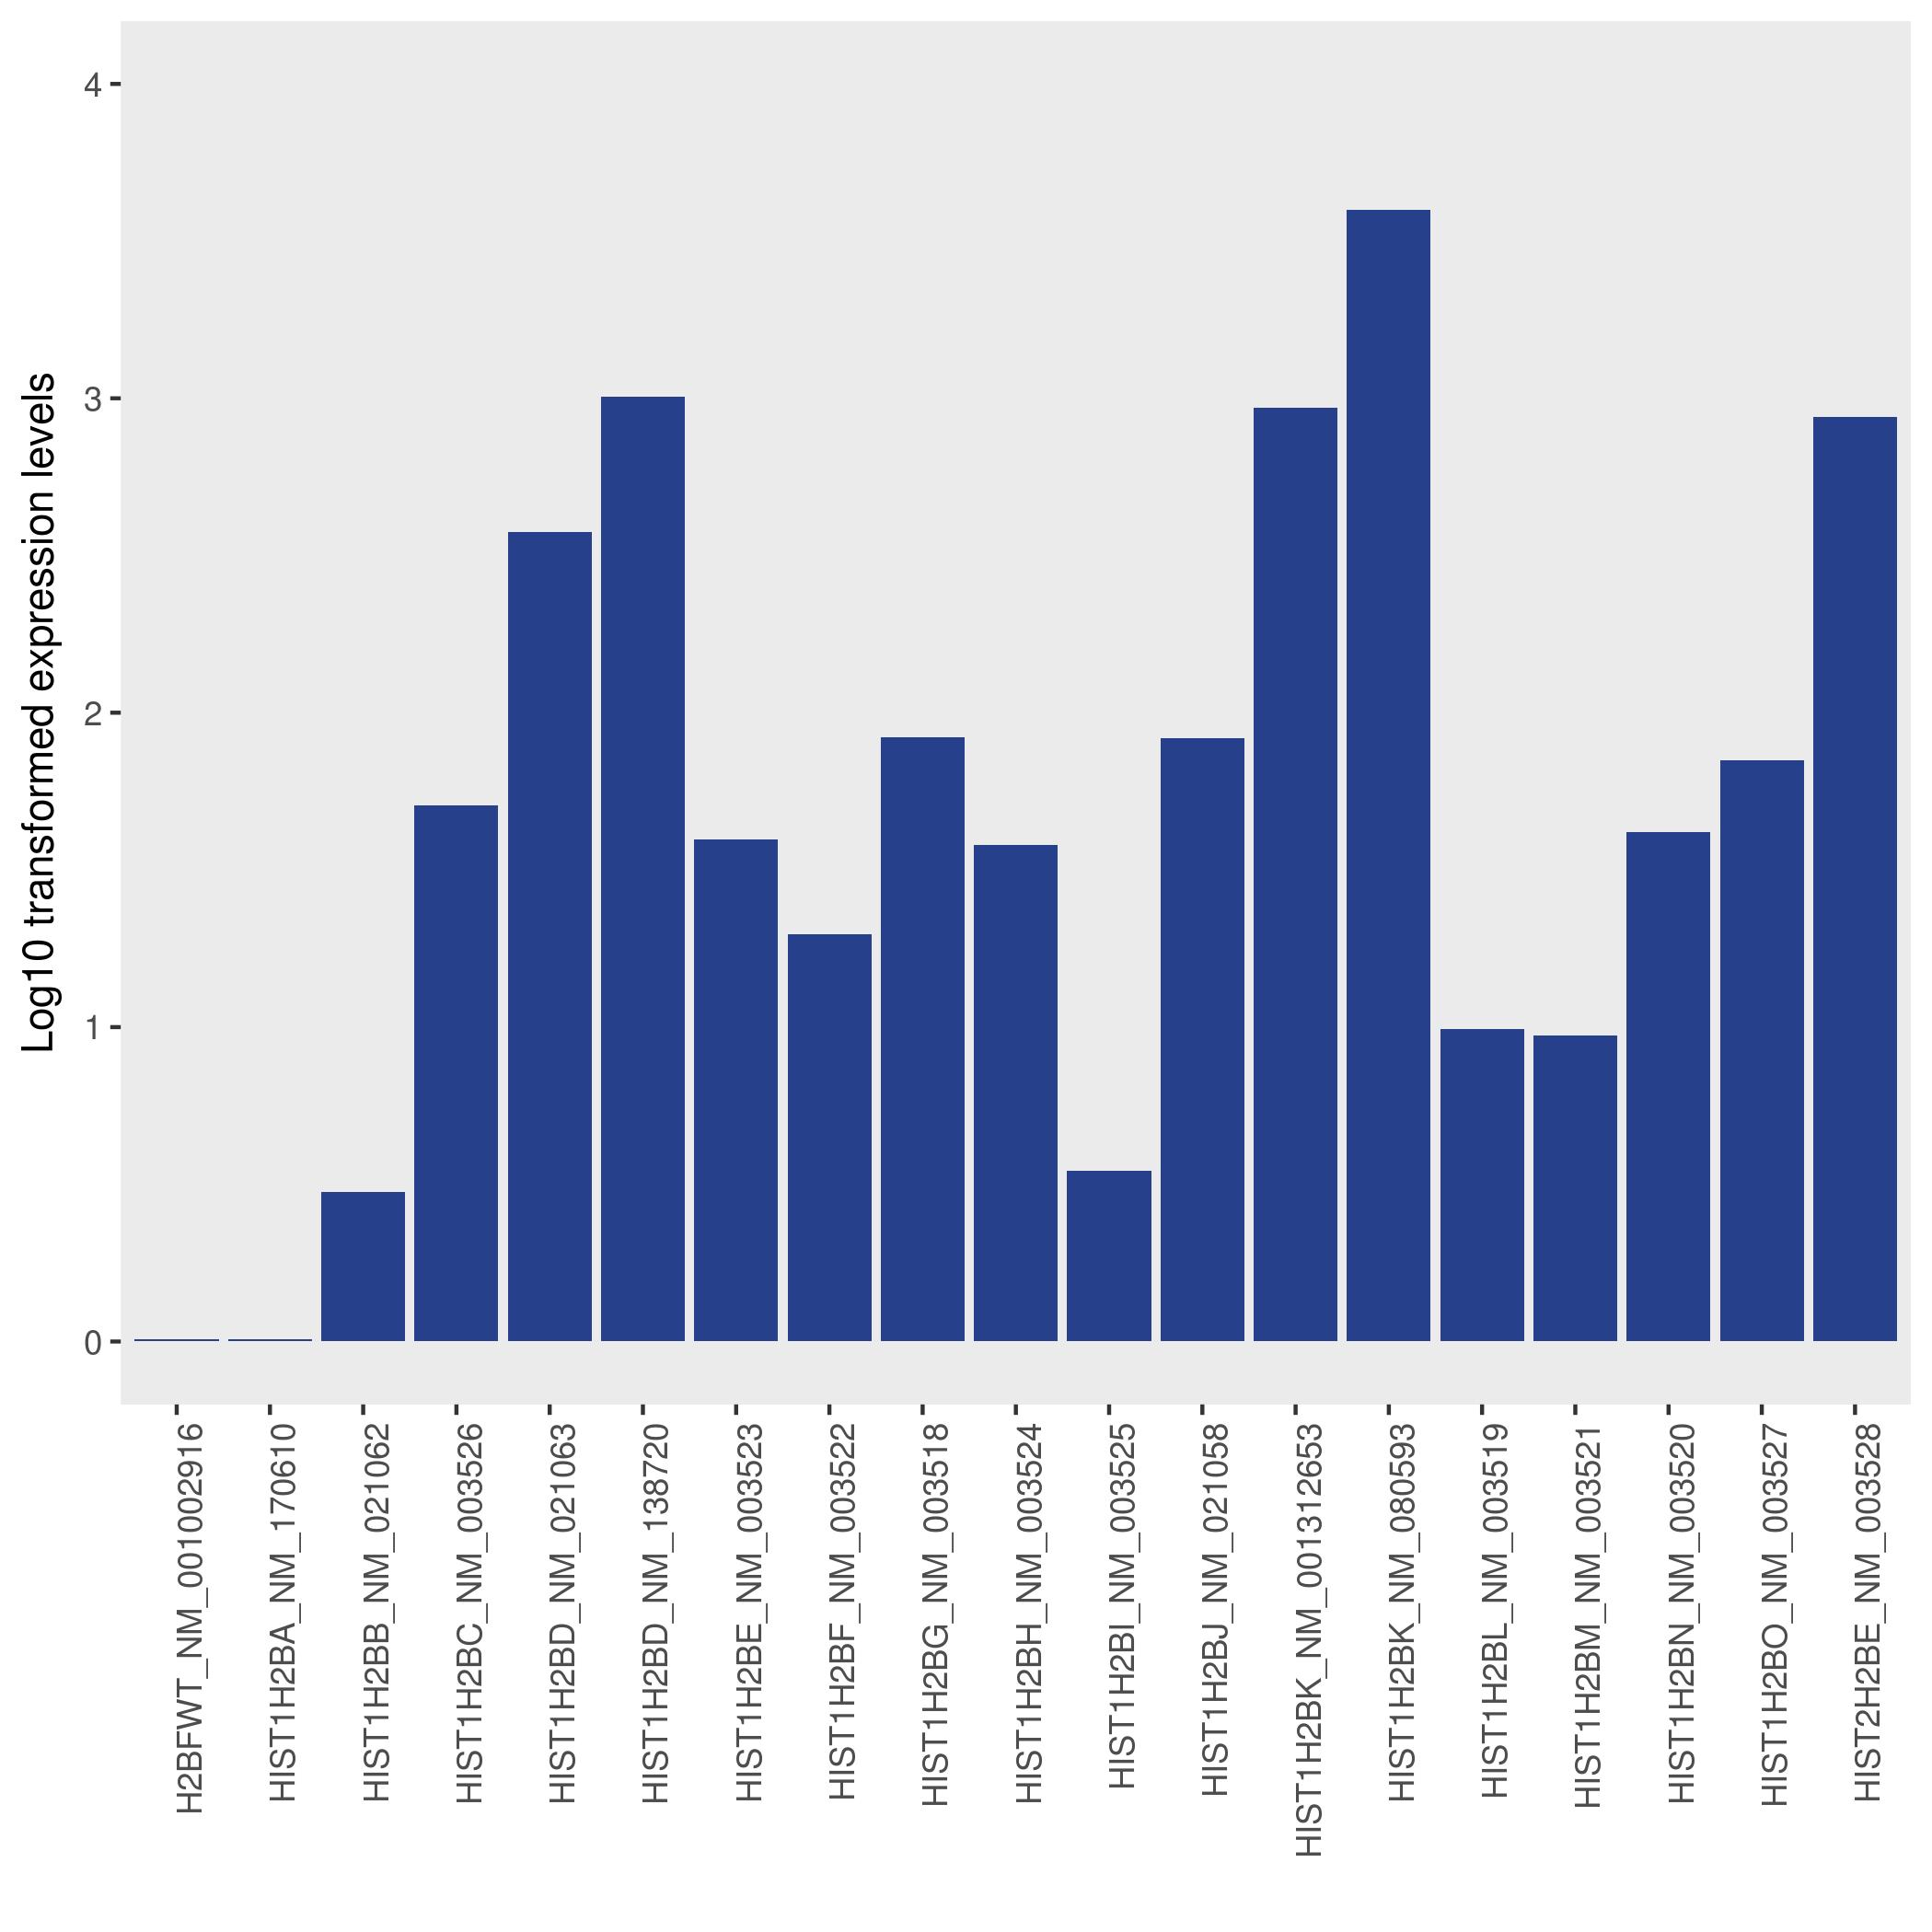 Log10 transformed expression levels
4
3
2
1
0
H2BFWT_NM_001002916
HIST1H2BA_NM_170610
HIST1H2BB_NM_021062
HIST1H2BC_NM_003526
HIST1H2BD_NM_021063
HIST1H2BD_NM_138720
HIST1H2BE_NM_003523
HIST1H2BF_NM_003522
HIST1H2BG_NM_003518
HIST1H2BH_NM_003524
HIST1H2BI_NM_003525
HIST1H2BJ_NM_021058
HIST1H2BK_NM_001312653
HIST1H2BK_NM_080593
HIST1H2BL_NM_003519
HIST1H2BM_NM_003521
HIST1H2BN_NM_003520
HIST1H2BO_NM_003527
HIST2H2BE_NM_003528